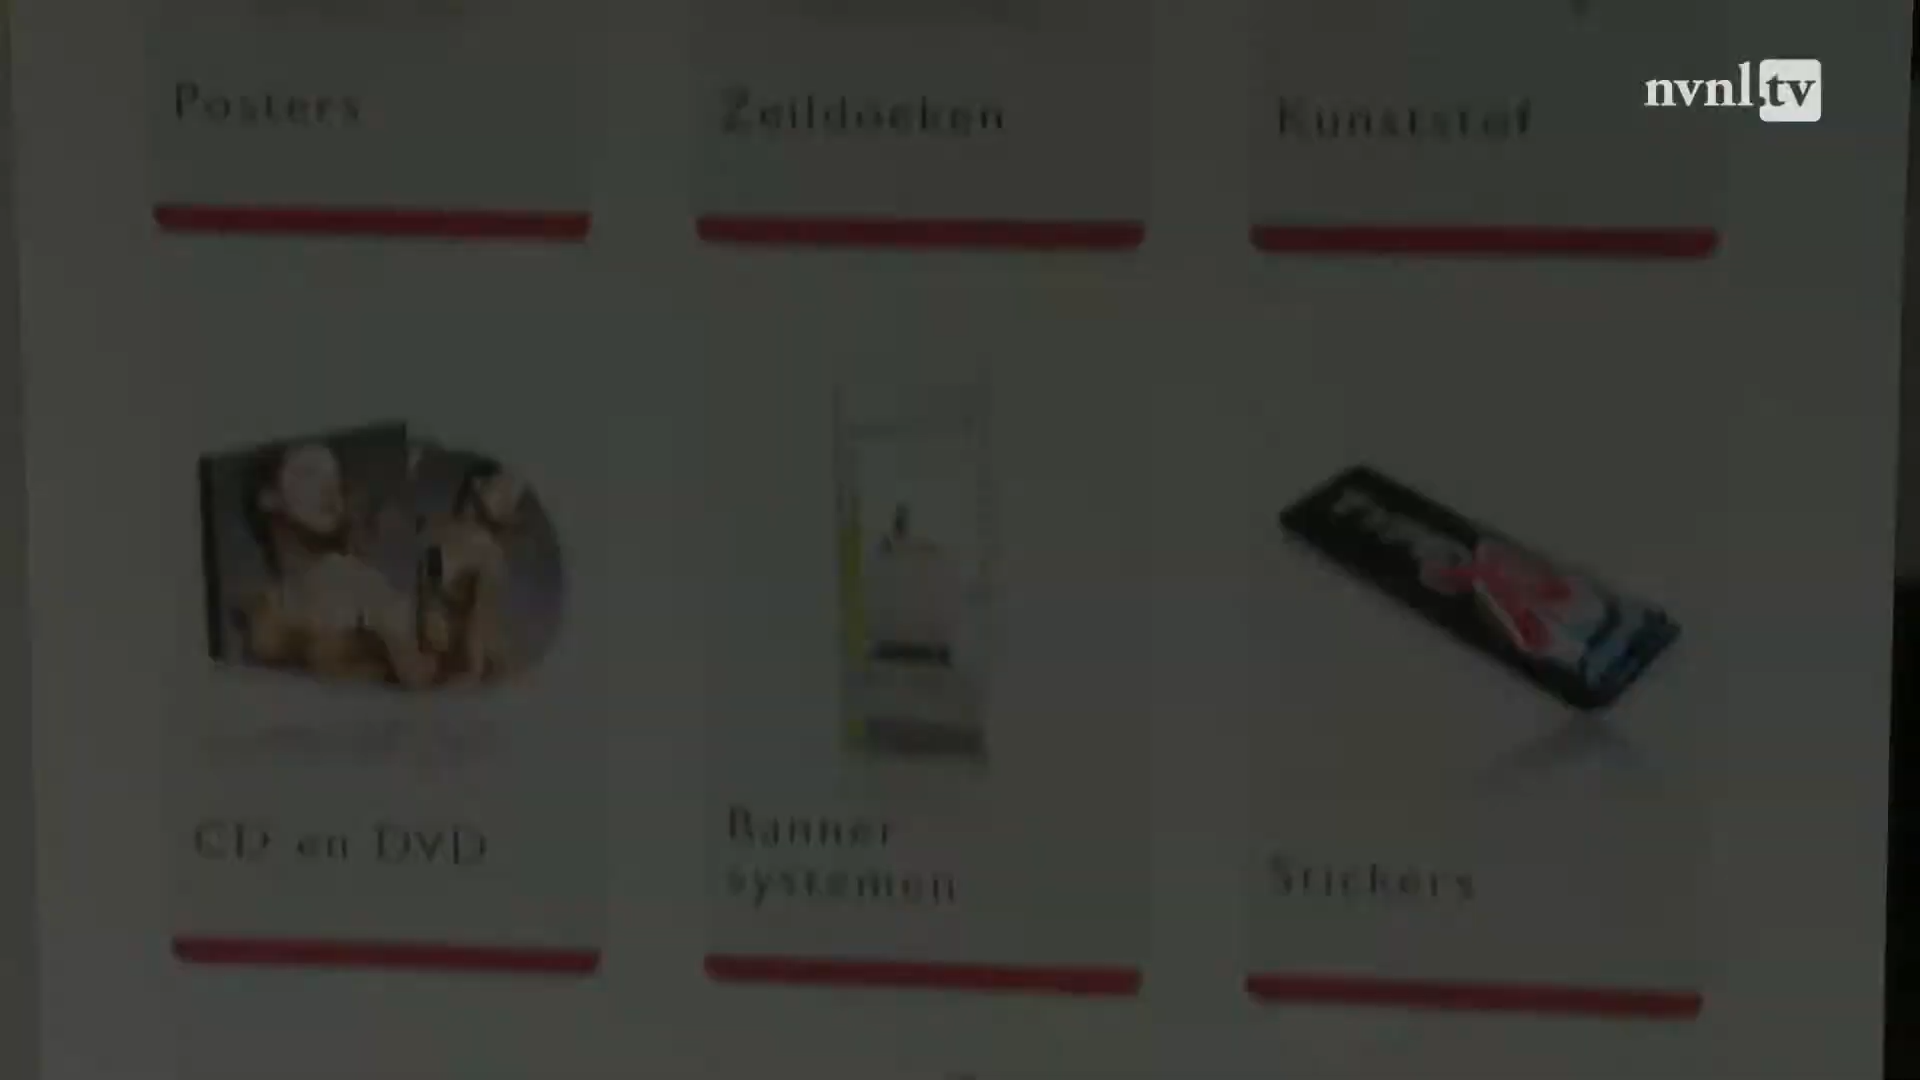 nvnl.tv
Posters
Zeildoeken
Kunststof
CD en DVD
Banner
systemen
Stickers